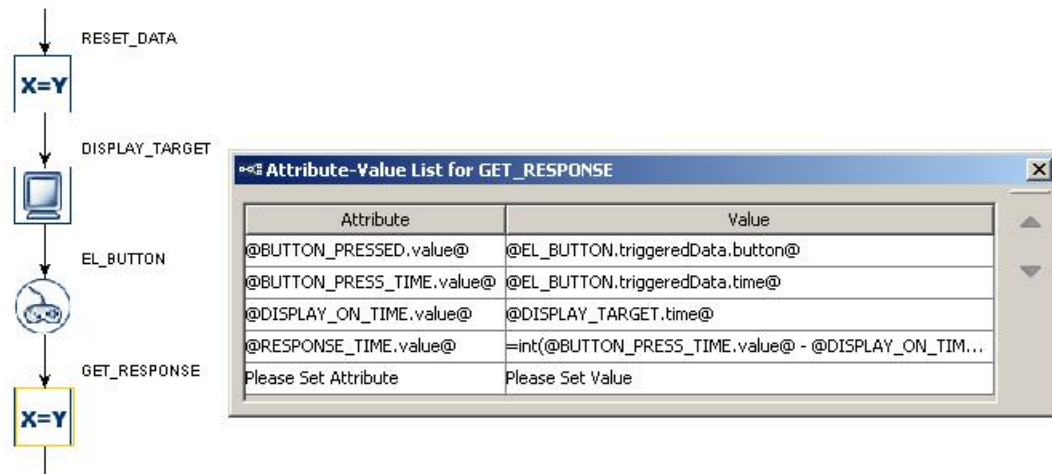 RESET_DATA
X=Y
DISPLAY_TARGET
EL_BUTTON
GET_RESPONSE
X=Y
Attribute-Value List for GET_RESPONSE
Attribute Value
@BUTTON_PRESSED.value@ @EL_BUTTON.triggeredData.button@
@BUTTON_PRESS_TIME.value@ @EL_BUTTON.triggeredData.time@
@DISPLAY_ON_TIME.value@ @DISPLAY_TARGET.time@
@RESPONSE_TIME.value@ =int(@BUTTON_PRESS_TIME.value@ - @DISPLAY_ON_TIM...
Please Set Attribute Please Set Value